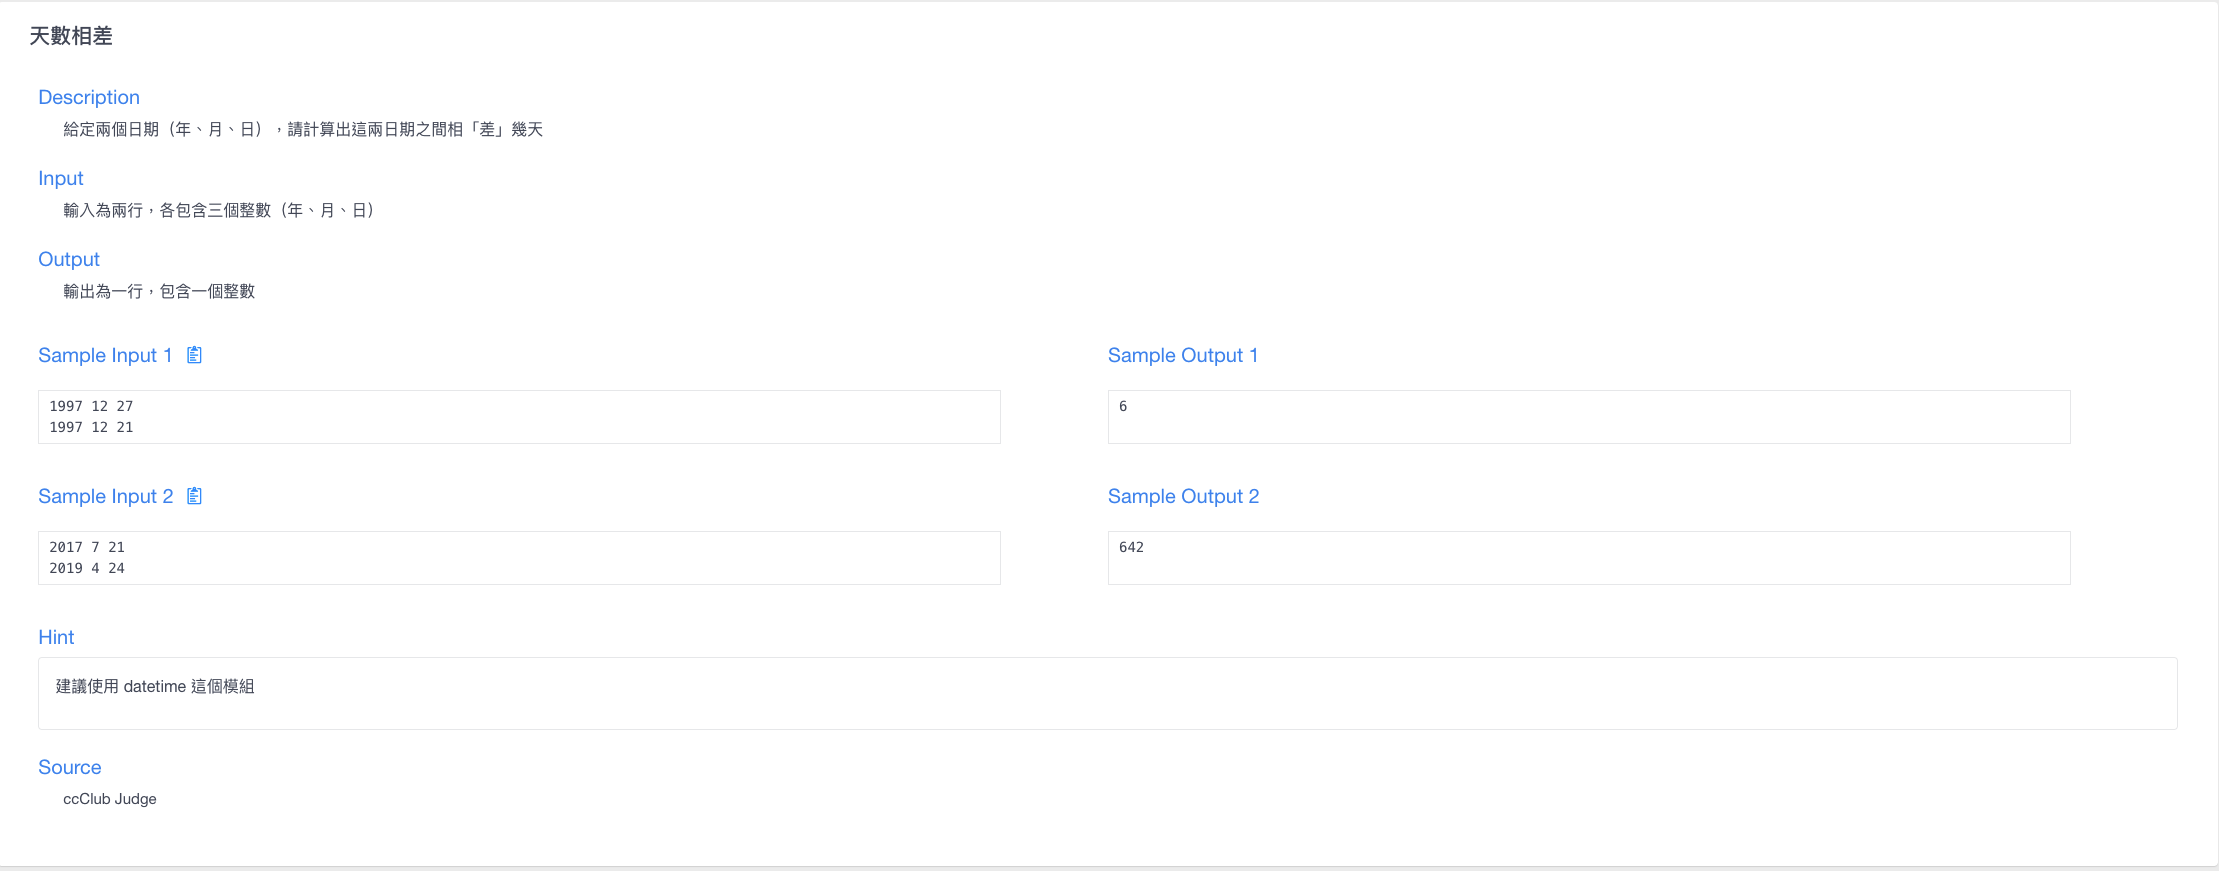 天數相差
Description
給定兩個日期（年、月、日），請計算出這兩日期之間相「差」幾天
Input
輸入為兩行，各包含三個整數（年、月、日）
Output
輸出為一行，包含一個整數
Sample Input 1
1997 12 27
1997 12 21
Sample Output 1
6
Sample Input 2
2017 7 21
2019 4 24
Sample Output 2
642
Hint
建議使用 datetime 這個模組
Source
ccClub Judge